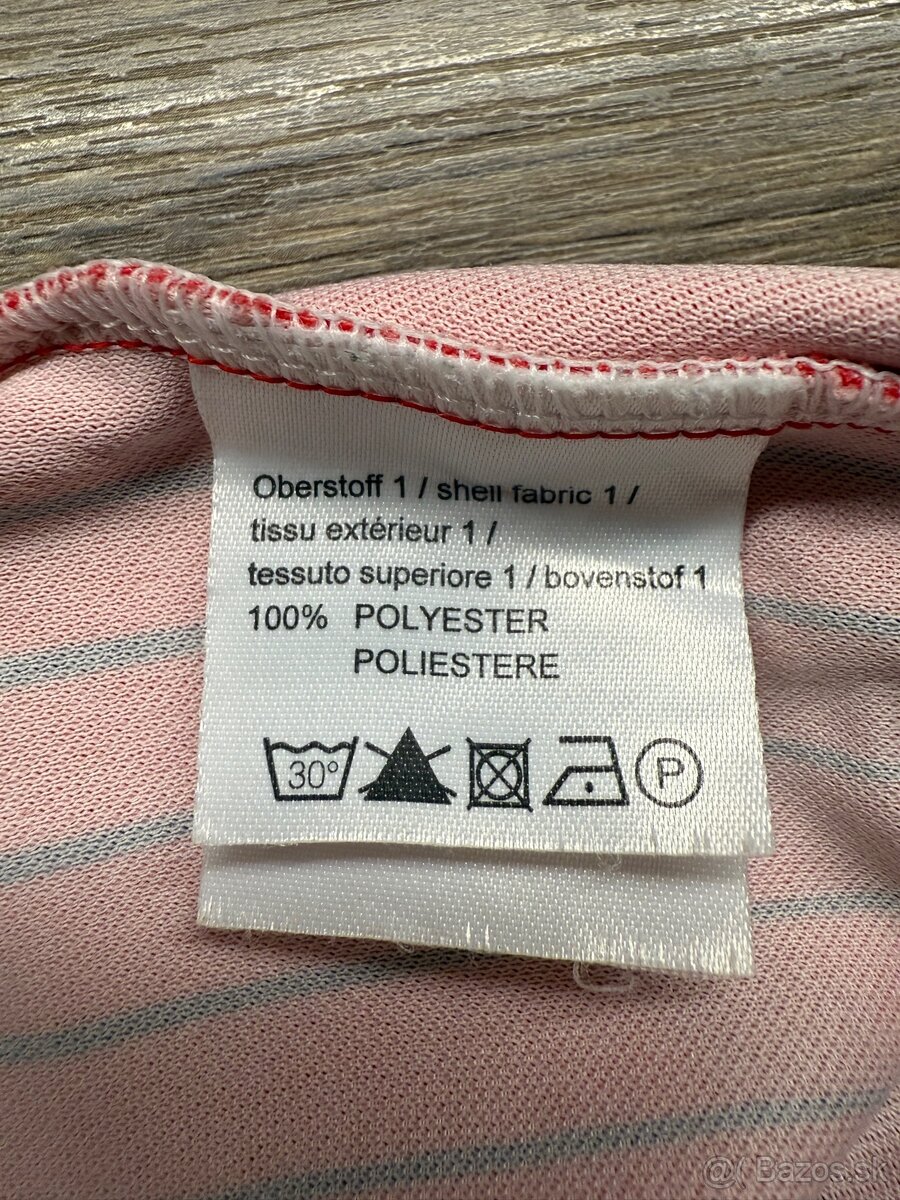 Oberstoff 1 / shell fabric 1 /
tissu extérieur 1 /
tessuto superiore 1 / bovenstof 1
100% POLYESTER
POLIESTERE
30°
P
Bazos.sk